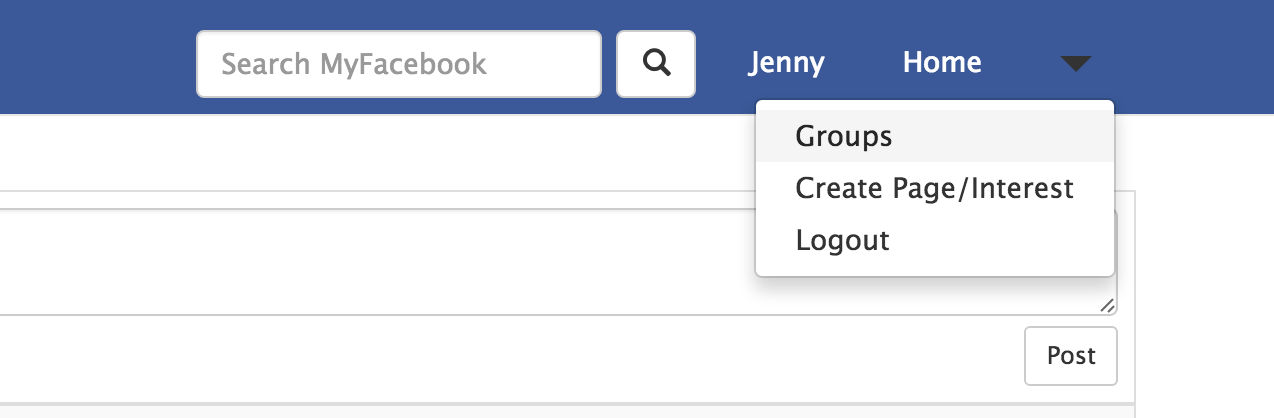 Search MyFacebook Jenny Home
Groups
Create Page/Interest
Logout
Post